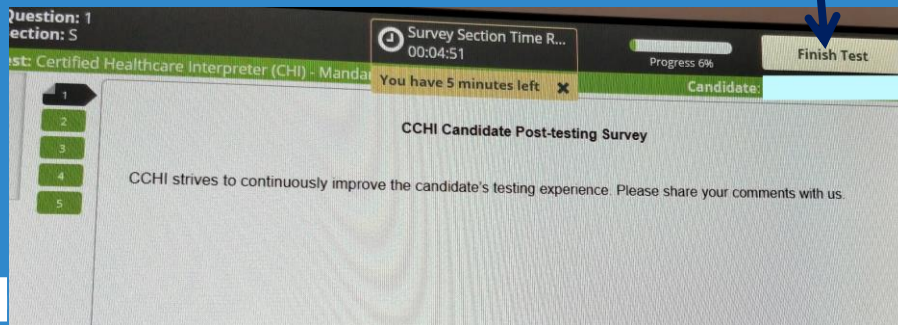 Question: 1
Section: S
Survey Section Time R...
00:04:51
Progress 6%
Finish Test
Test: Certified Healthcare Interpreter (CHI) - Manda
You have 5 minutes left ✖
Candidate:
1
2
3
4
5
CCHI Candidate Post-testing Survey
CCHI strives to continuously improve the candidate's testing experience. Please share your comments with us.